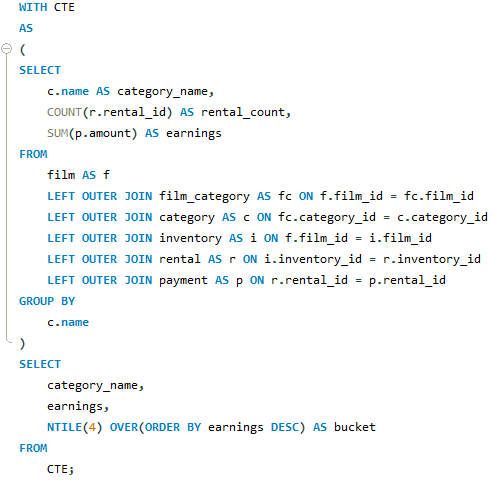 WITH CTE
AS
(
SELECT
c.name AS category_name,
COUNT(r.rental_id) AS rental_count,
SUM(p.amount) AS earnings
FROM
film AS f
LEFT OUTER JOIN film_category AS fc ON f.film_id = fc.film_id
LEFT OUTER JOIN category AS c ON fc.category_id = c.category_id
LEFT OUTER JOIN inventory AS i ON f.film_id = i.film_id
LEFT OUTER JOIN rental AS r ON i.inventory_id = r.inventory_id
LEFT OUTER JOIN payment AS p ON r.rental_id = p.rental_id
GROUP BY
c.name
)
SELECT
category_name,
earnings,
NTILE(4) OVER(ORDER BY earnings DESC) AS bucket
FROM
CTE;